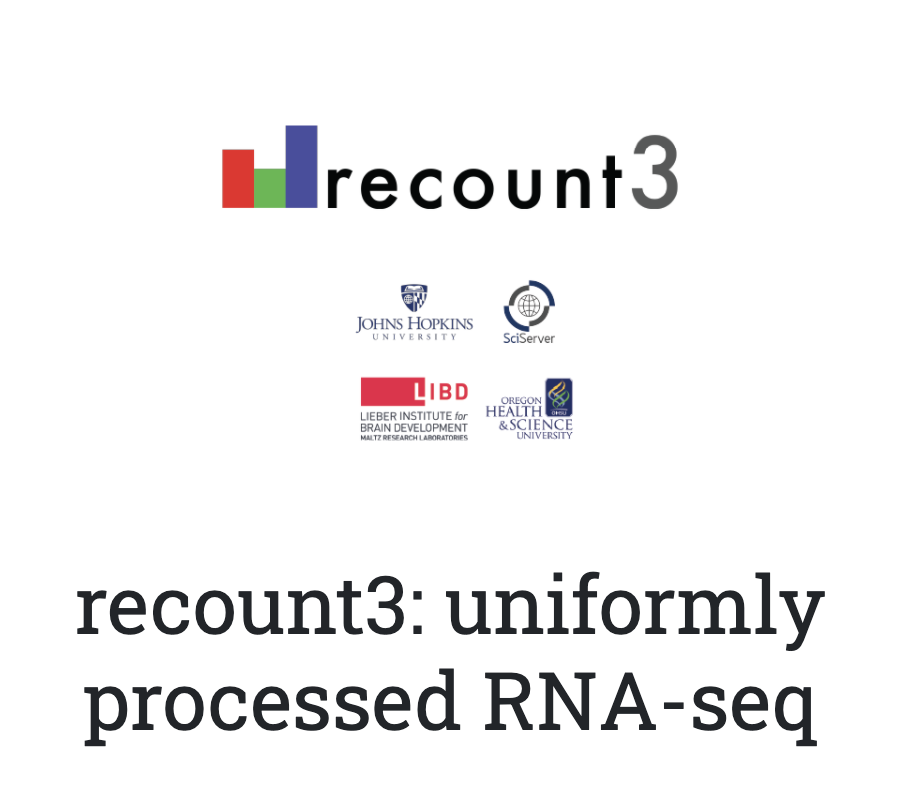 recount3
JOHNS HOPKINS
UNIVERSITY
SciServer
LIBD
LIEBER INSTITUTE for
BRAIN DEVELOPMENT
MALTZ RESEARCH LABORATORIES
OREGON
HEALTH
& SCIENCE
UNIVERSITY
OHSU
recount3: uniformly
processed RNA-seq